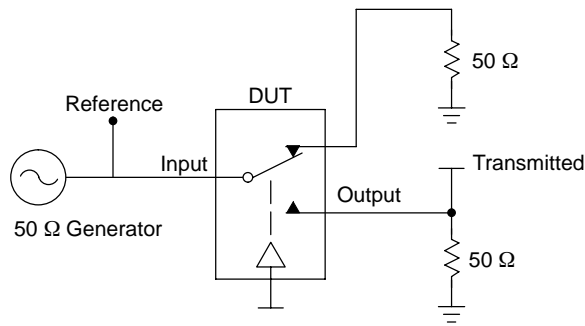 50 Ω
DUT
Reference
Input
Transmitted
Output
50 Ω Generator
50 Ω